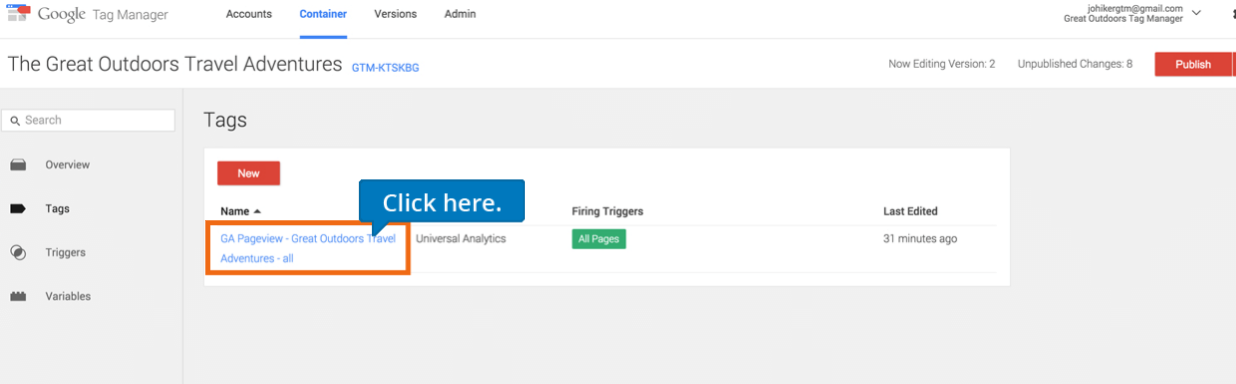 Google Tag Manager
Accounts
Container
Versions
Admin
johikergtm@gmail.com
Great Outdoors Tag Manager
The Great Outdoors Travel Adventures GTM-KTSKBG
Now Editing Version: 2
Unpublished Changes: 8
Publish
Search
Tags
Overview
Tags
Triggers
Variables
New
Click here.
Name
Firing Triggers
Last Edited
GA Pageview - Great Outdoors Travel
Adventures - all
Universal Analytics
All Pages
31 minutes ago